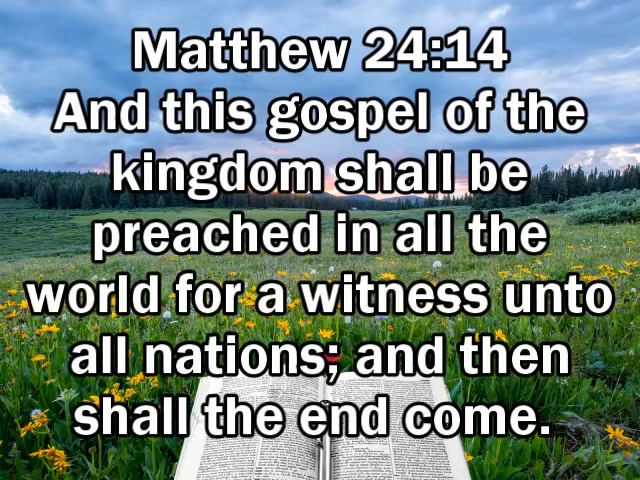 Matthew 24:14
And this gospel of the
kingdom shall be
preached in all the
world for a witness unto
all nations; and then
shall the end come.